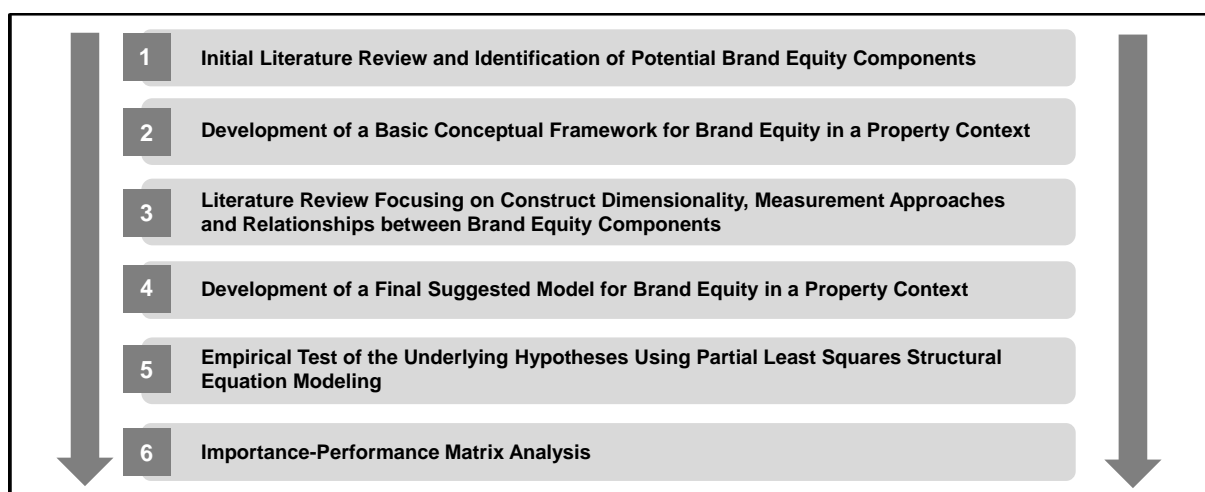 1
Initial Literature Review and Identification of Potential Brand Equity Components
2
Development of a Basic Conceptual Framework for Brand Equity in a Property Context
3
Literature Review Focusing on Construct Dimensionality, Measurement Approaches
and Relationships between Brand Equity Components
4
Development of a Final Suggested Model for Brand Equity in a Property Context
5
Empirical Test of the Underlying Hypotheses Using Partial Least Squares Structural
Equation Modeling
6
Importance-Performance Matrix Analysis